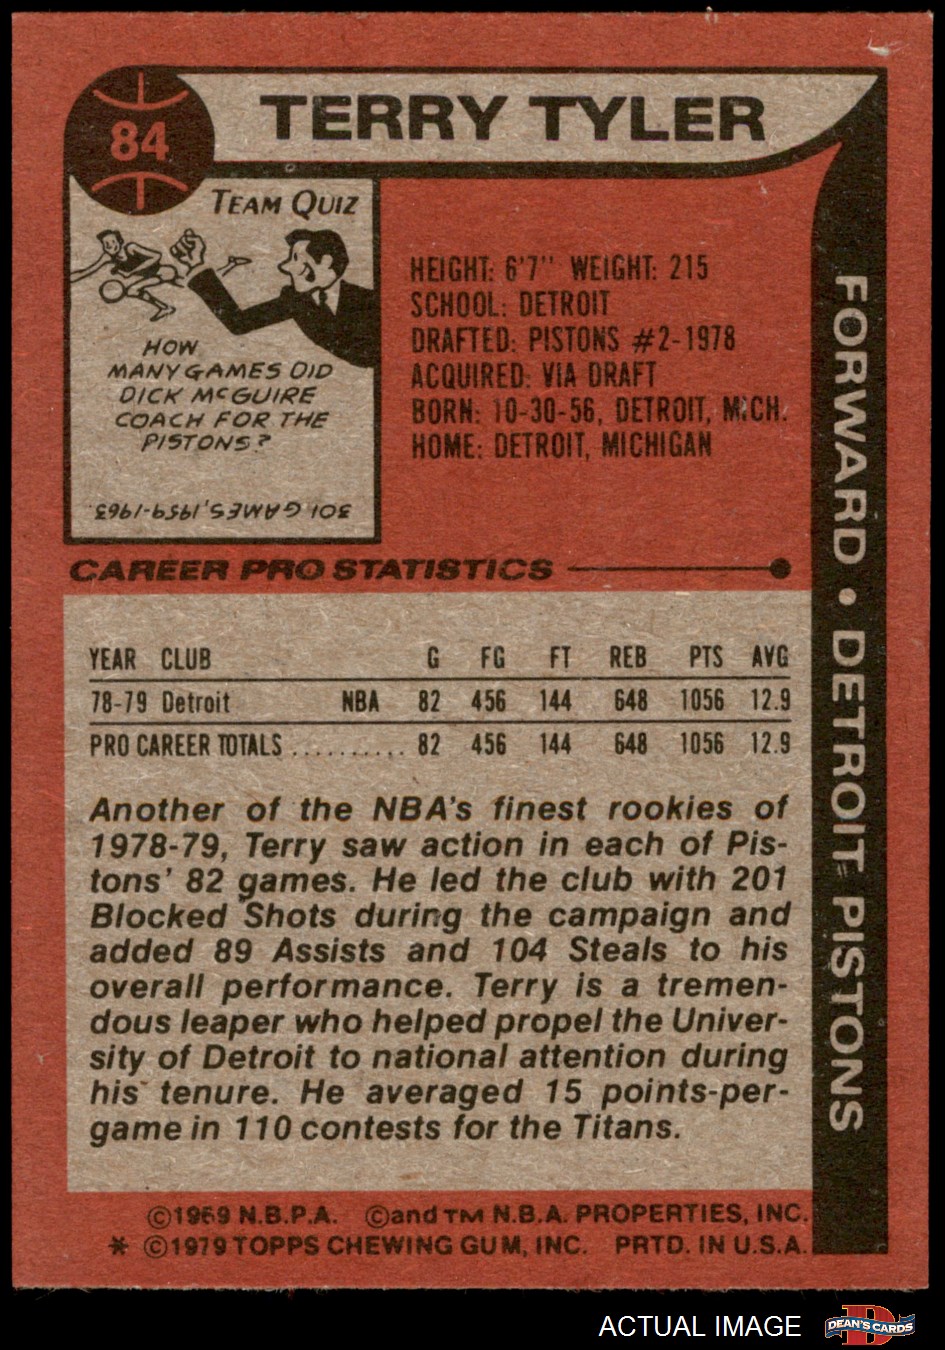 84
TERRY TYLER
TEAM QUIZ
HOW
MANY GAMES DID
DICK McGUIRE
COACH FOR THE
PISTONS?
301 GAMES, 1959-1963
HEIGHT: 6'7" WEIGHT: 215
SCHOOL: DETROIT
DRAFTED: PISTONS #2-1978
ACQUIRED: VIA DRAFT
BORN: 10-30-56, DETROIT, MICH.
HOME: DETROIT, MICHIGAN
FORWARD • DETROIT PISTONS
CAREER PRO STATISTICS
YEAR CLUB G FG FT REB PTS AVG
78-79 Detroit NBA 82 456 144 648 1056 12.9
PRO CAREER TOTALS .......... 82 456 144 648 1056 12.9
Another of the NBA's finest rookies of
1978-79, Terry saw action in each of Pis-
tons' 82 games. He led the club with 201
Blocked Shots during the campaign and
added 89 Assists and 104 Steals to his
overall performance. Terry is a tremen-
dous leaper who helped propel the Univer-
sity of Detroit to national attention during
his tenure. He averaged 15 points-per-
game in 110 contests for the Titans.
©1969 N.B.P.A. ©and TM N.B.A. PROPERTIES, INC.
* ©1979 TOPPS CHEWING GUM, INC. PRTD. IN U.S.A.
ACTUAL IMAGE
DEAN'S CARDS